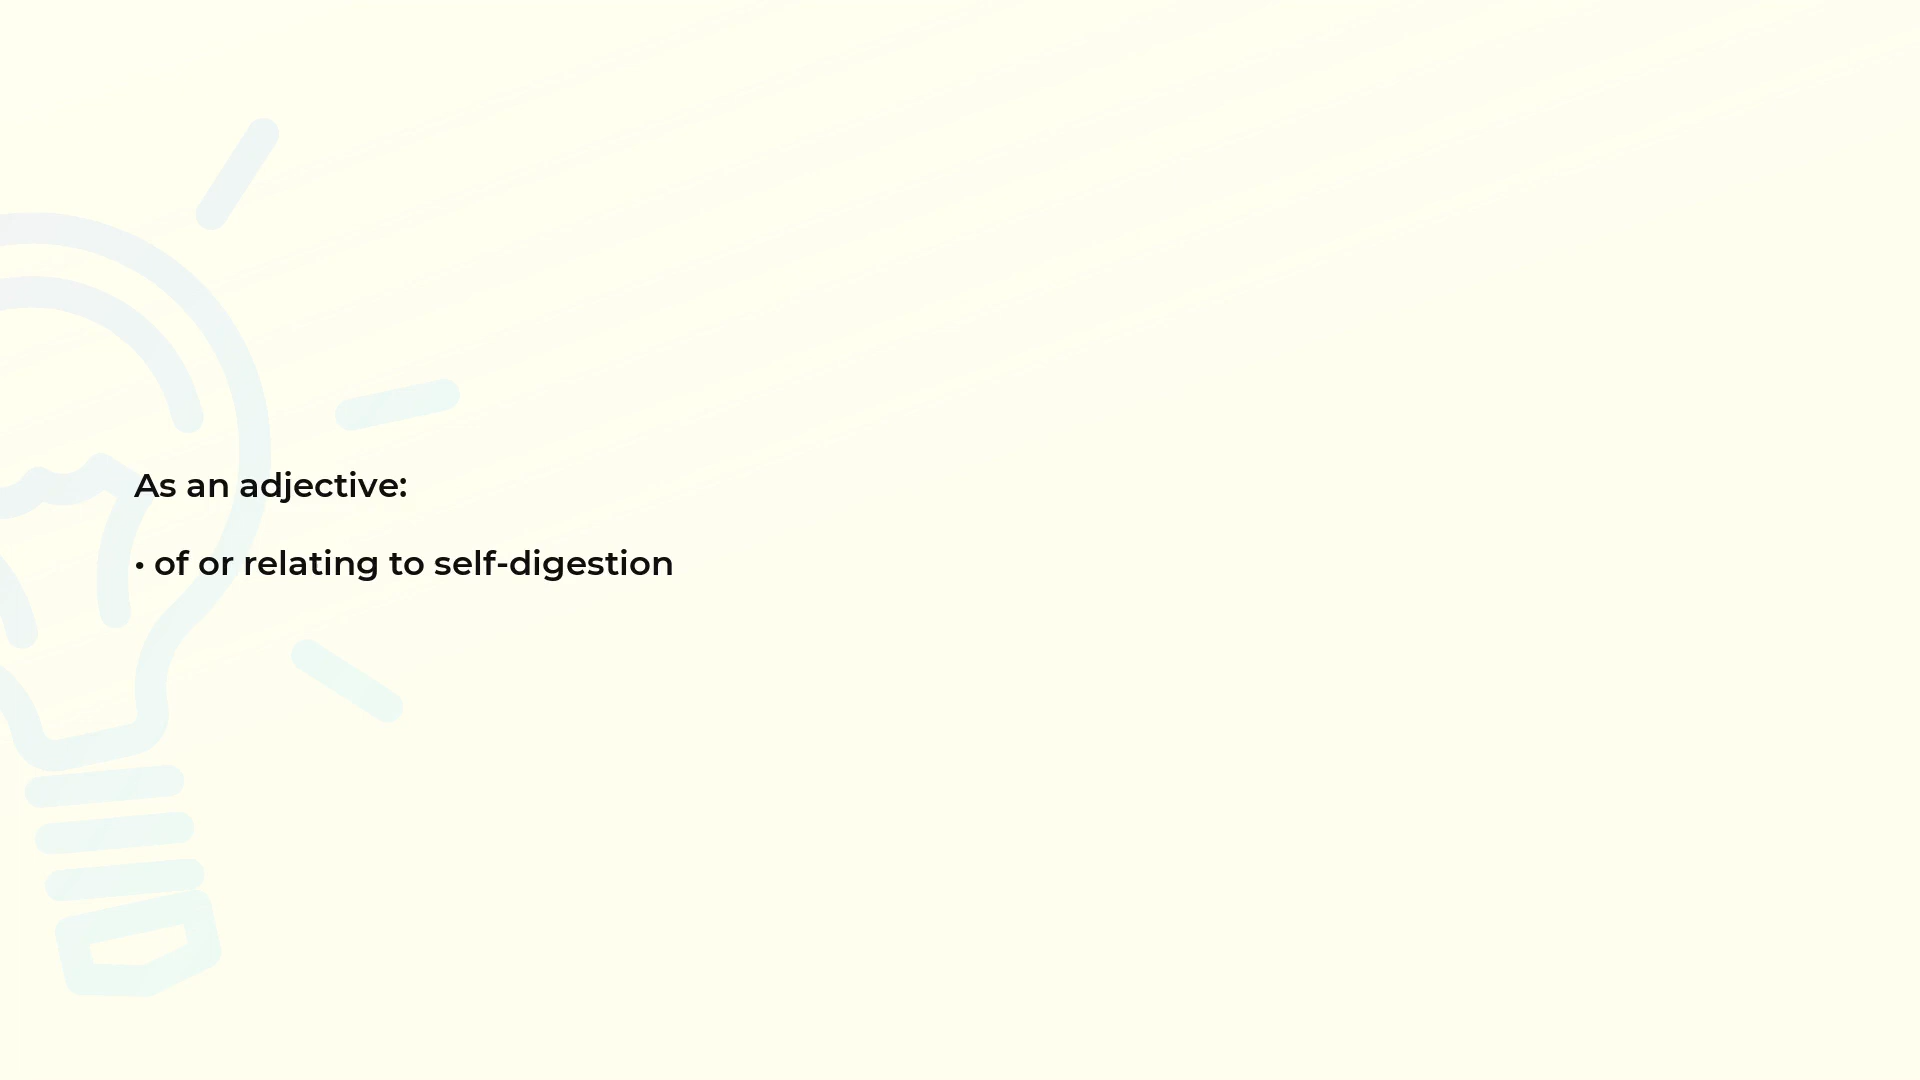 As an adjective:
• of or relating to self-digestion